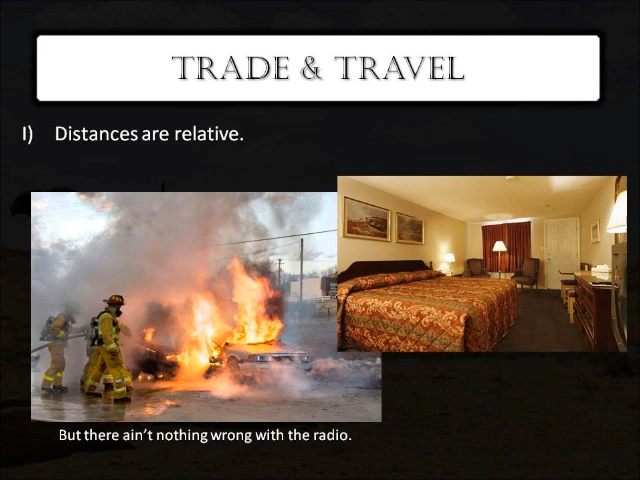 TRADE & TRAVEL
I) Distances are relative.
But there ain't nothing wrong with the radio.